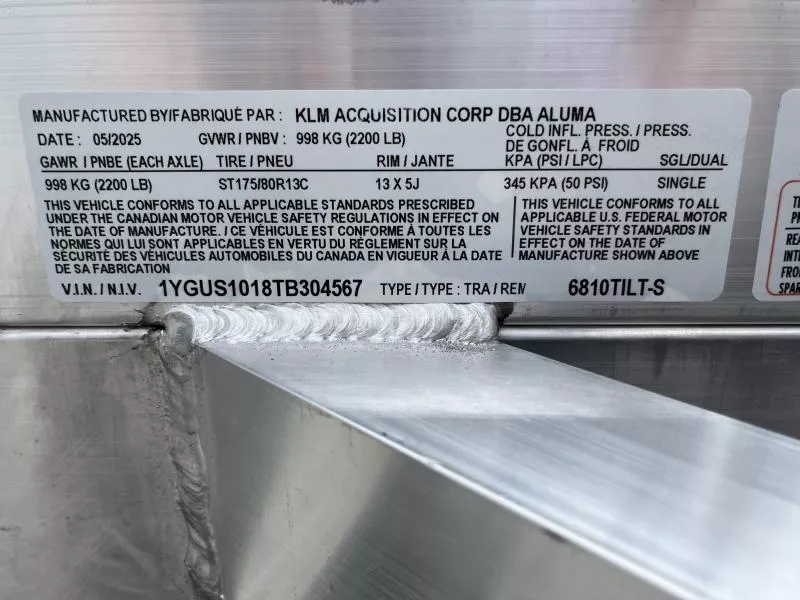 MANUFACTURED BY/FABRIQUÉ PAR : KLM ACQUISITION CORP DBA ALUMA
DATE : 05/2025 GVWR / PNBV : 998 KG (2200 LB) COLD INFL. PRESS. / PRESS. DE GONFL. À FROID
GAWR / PNBE (EACH AXLE) TIRE / PNEU RIM / JANTE KPA (PSI / LPC) SGL/DUAL
998 KG (2200 LB) ST175/80R13C 13 X 5J 345 KPA (50 PSI) SINGLE
THIS VEHICLE CONFORMS TO ALL APPLICABLE STANDARDS PRESCRIBED
UNDER THE CANADIAN MOTOR VEHICLE SAFETY REGULATIONS IN EFFECT ON
THE DATE OF MANUFACTURE. / CE VÉHICULE EST CONFORME À TOUTES LES
NORMES QUI LUI SONT APPLICABLES EN VERTU DU RÈGLEMENT SUR LA
SÉCURITÉ DES VÉHICULES AUTOMOBILES DU CANADA EN VIGUEUR À LA DATE
DE SA FABRICATION
THIS VEHICLE CONFORMS TO ALL
APPLICABLE U.S. FEDERAL MOTOR
VEHICLE SAFETY STANDARDS IN
EFFECT ON THE DATE OF
MANUFACTURE SHOWN ABOVE
V.I.N. / N.I.V. 1YGUS1018TB304567 TYPE / TYPE : TRA / REM 6810TILT-S